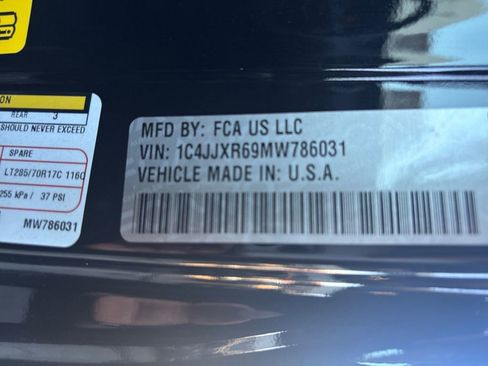 ON
REAR 3
SHOULD NEVER EXCEED
SPARE
LT285/70R17C
255 kPa / 37 PSI
MW786031
MFD BY: FCA US LLC
VIN: 1C4JJXR69MW786031
VEHICLE MADE IN: U.S.A.